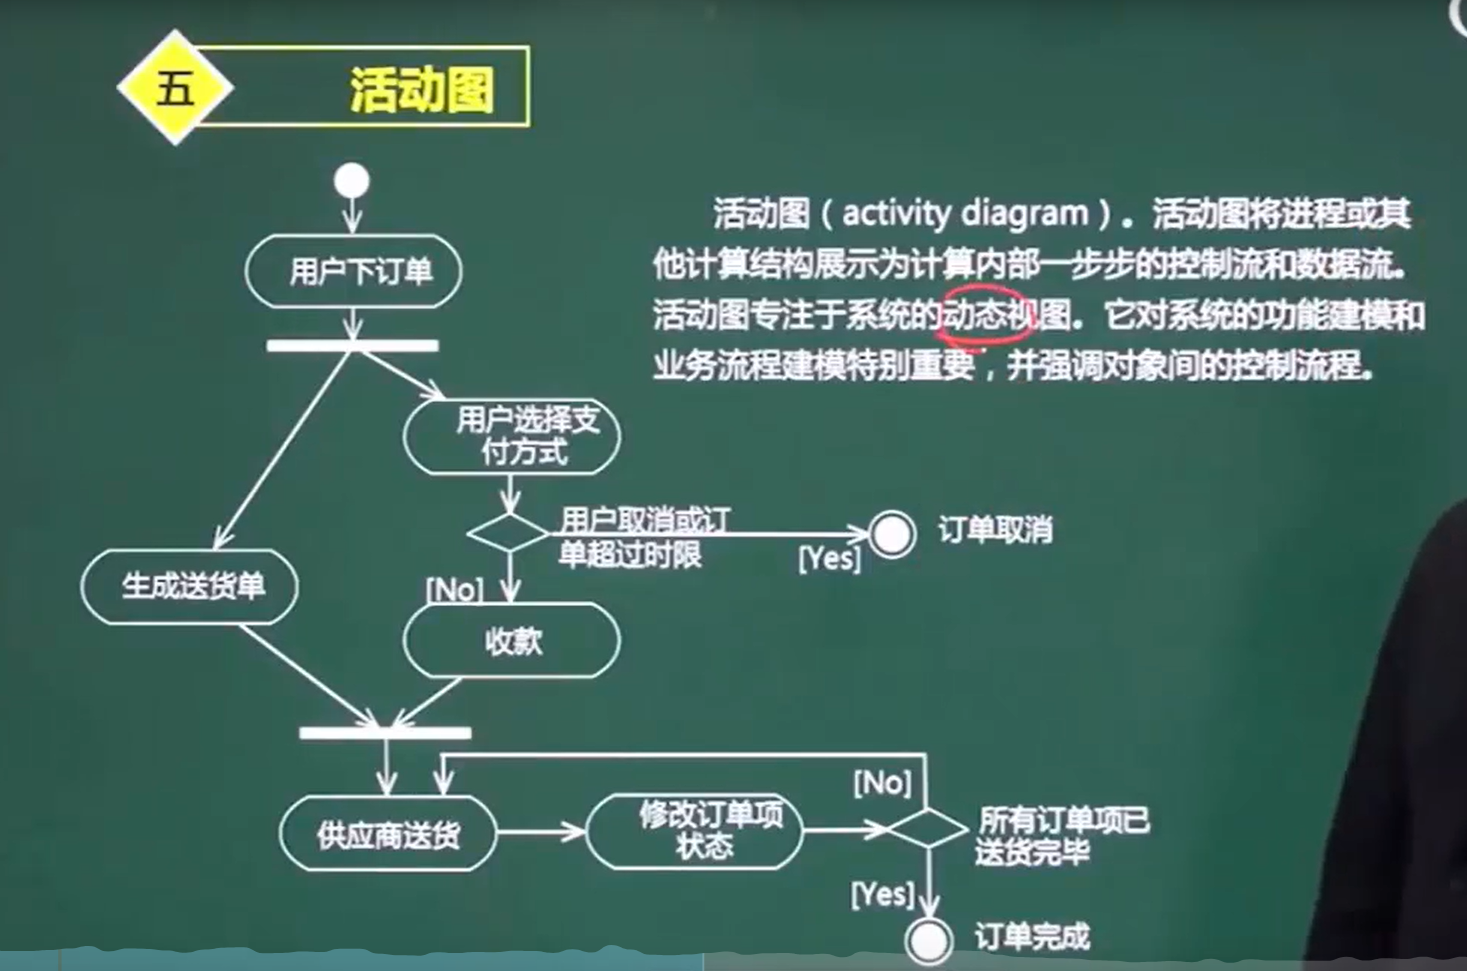 五
活动图
活动图（activity diagram）。活动图将进程或其
他计算结构展示为计算内部一步步的控制流和数据流。
活动图专注于系统的动态视图。它对系统的功能建模和
业务流程建模特别重要，并强调对象间的控制流程。
用户下订单
用户选择支
付方式
用户取消或订
单超过时限
[Yes]
订单取消
[No]
生成送货单
收款
供应商送货
修改订单项
状态
[No]
所有订单项已
送货完毕
[Yes]
订单完成